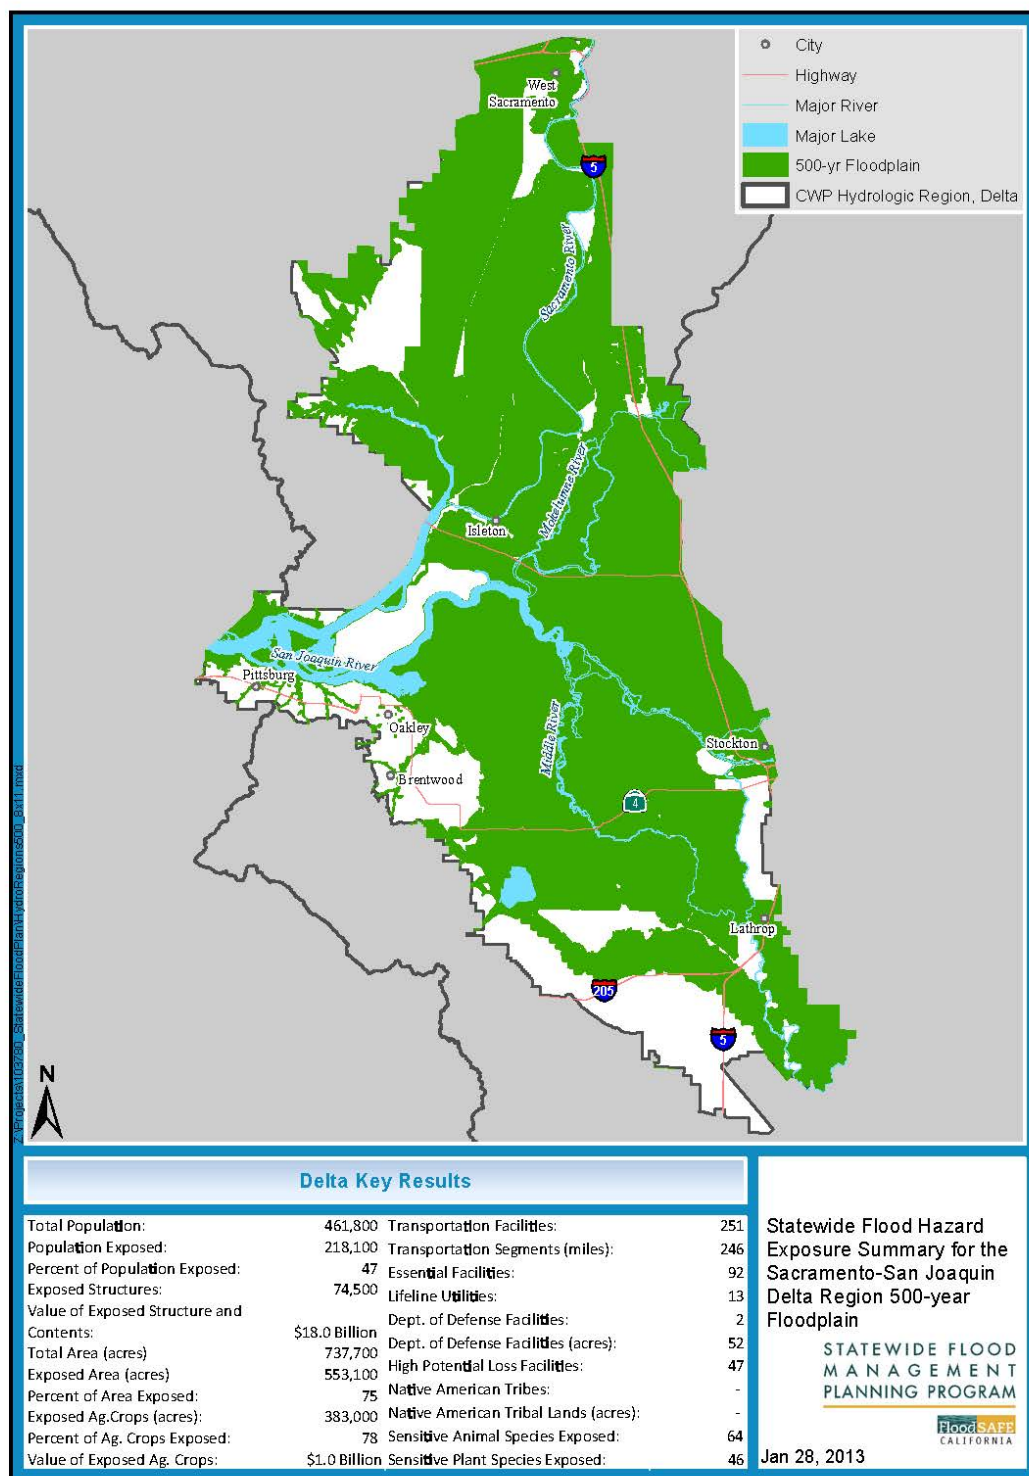 City
Highway
Major River
Major Lake
500-yr Floodplain
CWP Hydrologic Region, Delta
West
Sacramento
5
Sacramento River
Mokelumne River
Isleton
San Joaquin River
Pittsburg
Oakley
Brentwood
Middle River
Stockton
4
Lathrop
205
5
N
Z:\Projects\103780_StatewideFloodPlan\HydroRegions500_8x11.mxd
Delta Key Results
Total Population: 461,800
Population Exposed: 218,100
Percent of Population Exposed: 47
Exposed Structures: 74,500
Value of Exposed Structure and
Contents: $18.0 Billion
Total Area (acres) 737,700
Exposed Area (acres) 553,100
Percent of Area Exposed: 75
Exposed Ag.Crops (acres): 383,000
Percent of Ag. Crops Exposed: 78
Value of Exposed Ag. Crops: $1.0 Billion
Transportation Facilities: 251
Transportation Segments (miles): 246
Essential Facilities: 92
Lifeline Utilities: 13
Dept. of Defense Facilities: 2
Dept. of Defense Facilities (acres): 52
High Potential Loss Facilities: 47
Native American Tribes: -
Native American Tribal Lands (acres): -
Sensitive Animal Species Exposed: 64
Sensitive Plant Species Exposed: 46
Statewide Flood Hazard
Exposure Summary for the
Sacramento-San Joaquin
Delta Region 500-year
Floodplain
STATEWIDE FLOOD
MANAGEMENT
PLANNING PROGRAM
FloodSAFE
CALIFORNIA
Jan 28, 2013